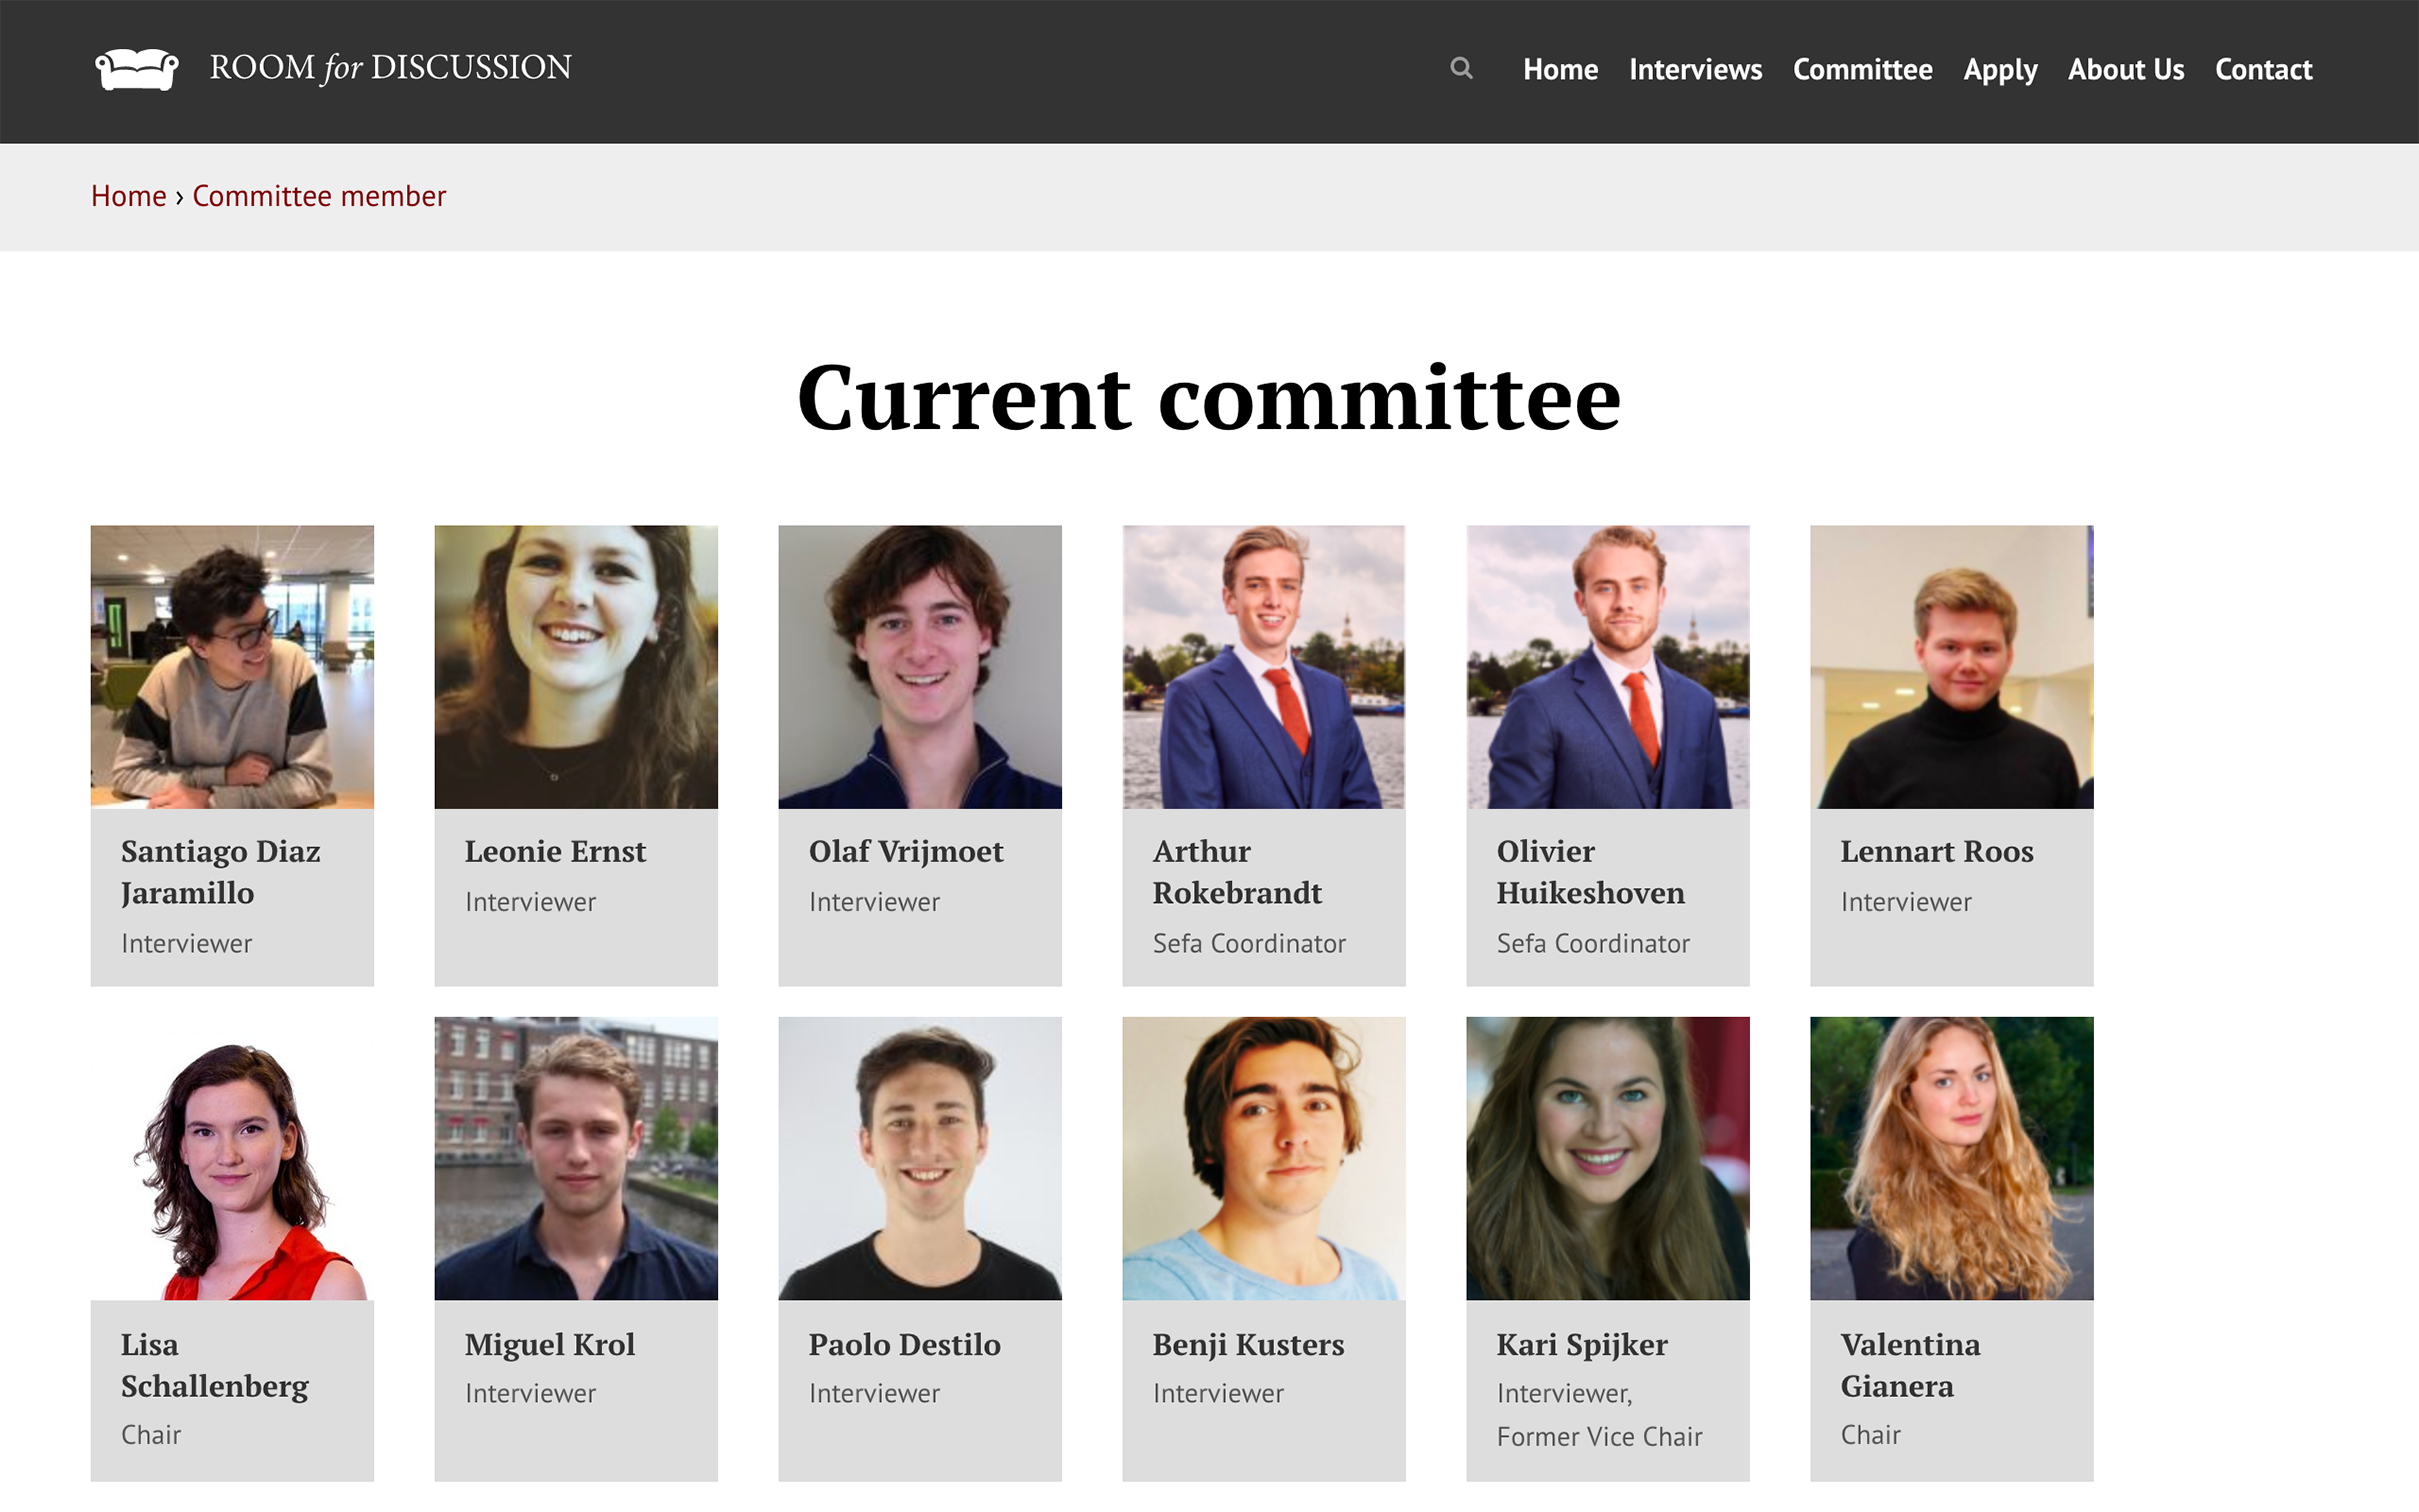 ROOM for DISCUSSION
Home Interviews Committee Apply About Us Contact
Home › Committee member
Current committee
Santiago Diaz
Jaramillo
Interviewer
Leonie Ernst
Interviewer
Olaf Vrijmoet
Interviewer
Arthur
Rokebrandt
Sefa Coordinator
Olivier
Huikeshoven
Sefa Coordinator
Lennart Roos
Interviewer
Lisa
Schallenberg
Chair
Miguel Krol
Interviewer
Paolo Destilo
Interviewer
Benji Kusters
Interviewer
Kari Spijker
Interviewer,
Former Vice Chair
Valentina
Gianera
Chair